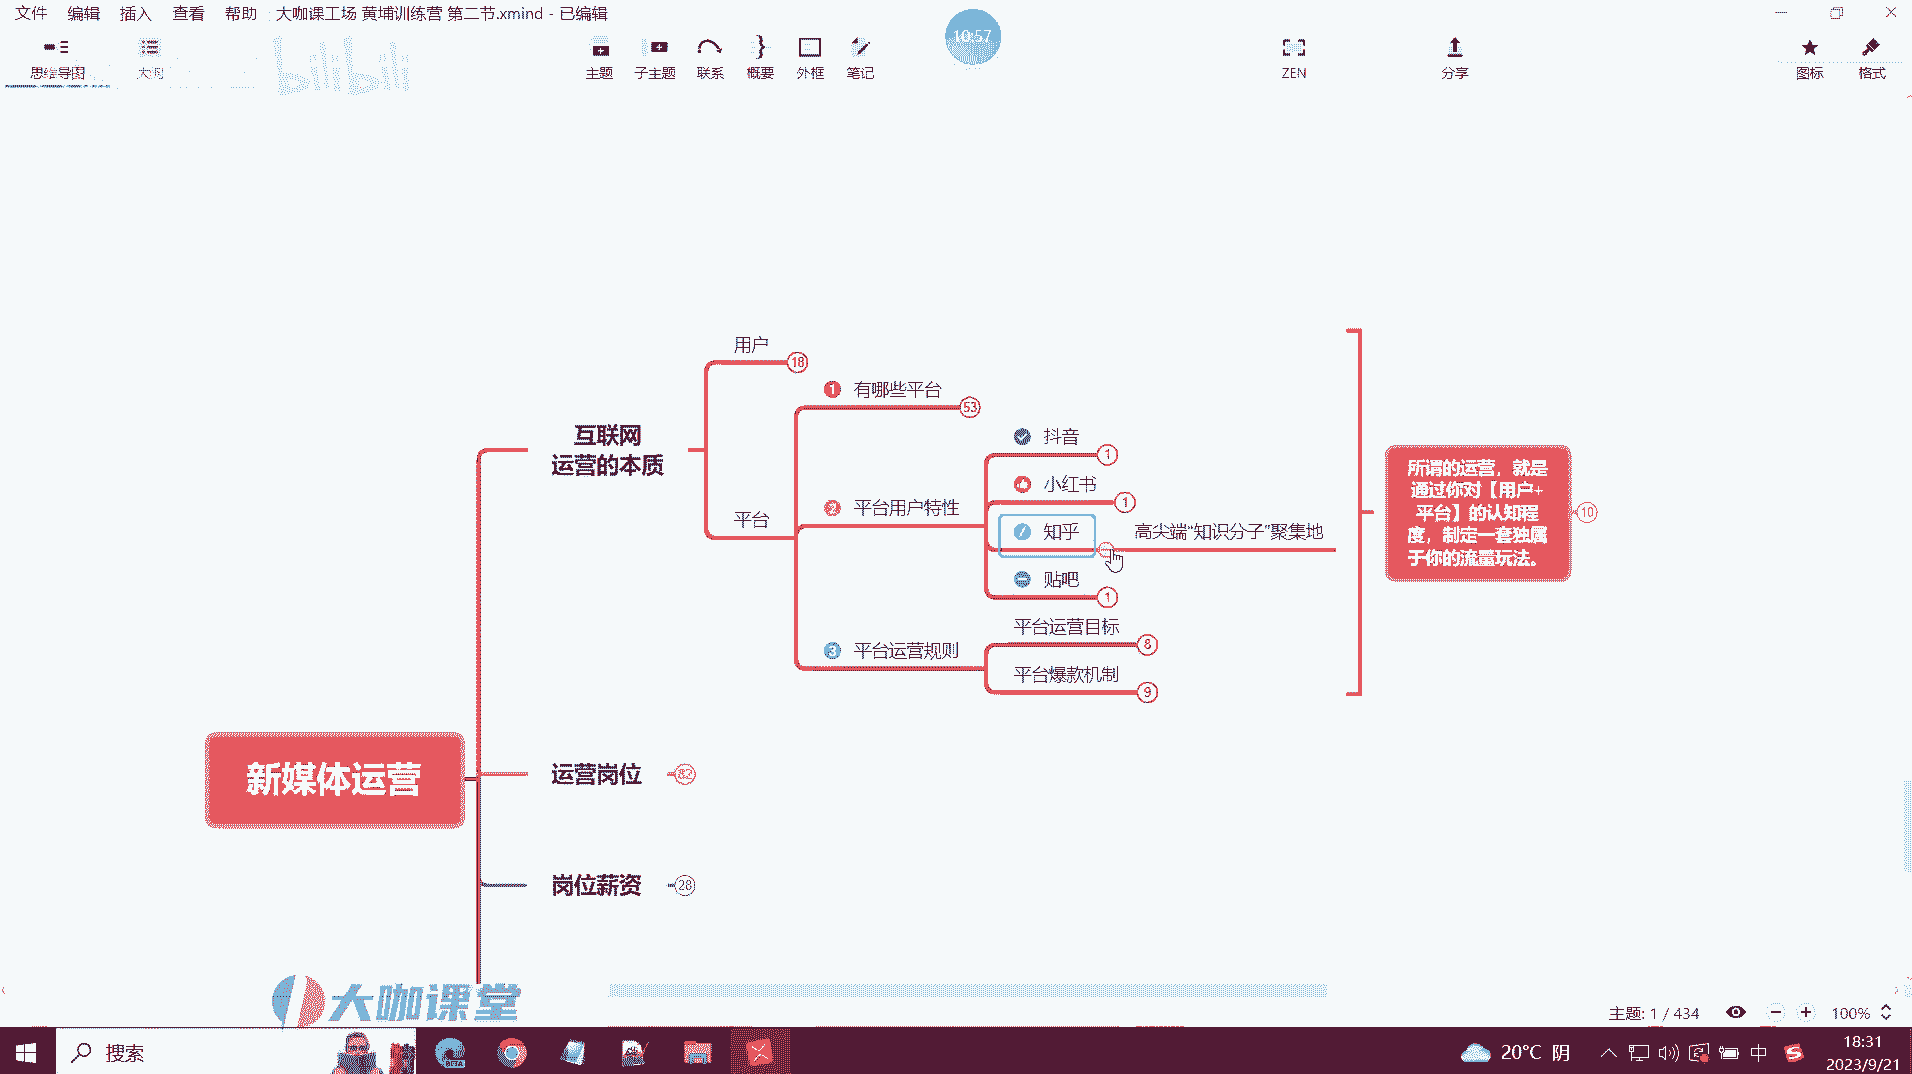 文件 编辑 插入 查看 帮助 大咖课工场 黄埔训练营 第二节.xmind - 已编辑
10:57
思维导图 大纲 主题 子主题 联系 概要 外框 笔记 ZEN 分享 图标 格式
bilibili
用户
18
有哪些平台
1
53
互联网
运营的本质
抖音
1
小红书
1
平台用户特性
2
平台
知乎
高尖端“知识分子”聚集地
贴吧
1
所谓的运营，就是
通过你对【用户+
平台】的认知程
度，制定一套独属
于你的流量玩法。
10
平台运营目标
8
3
平台运营规则
平台爆款机制
9
新媒体运营
运营岗位
82
岗位薪资
28
大咖课堂
主题: 1 / 434
100%
搜索
BETA
20°C 阴
中
18:31
2023/9/21